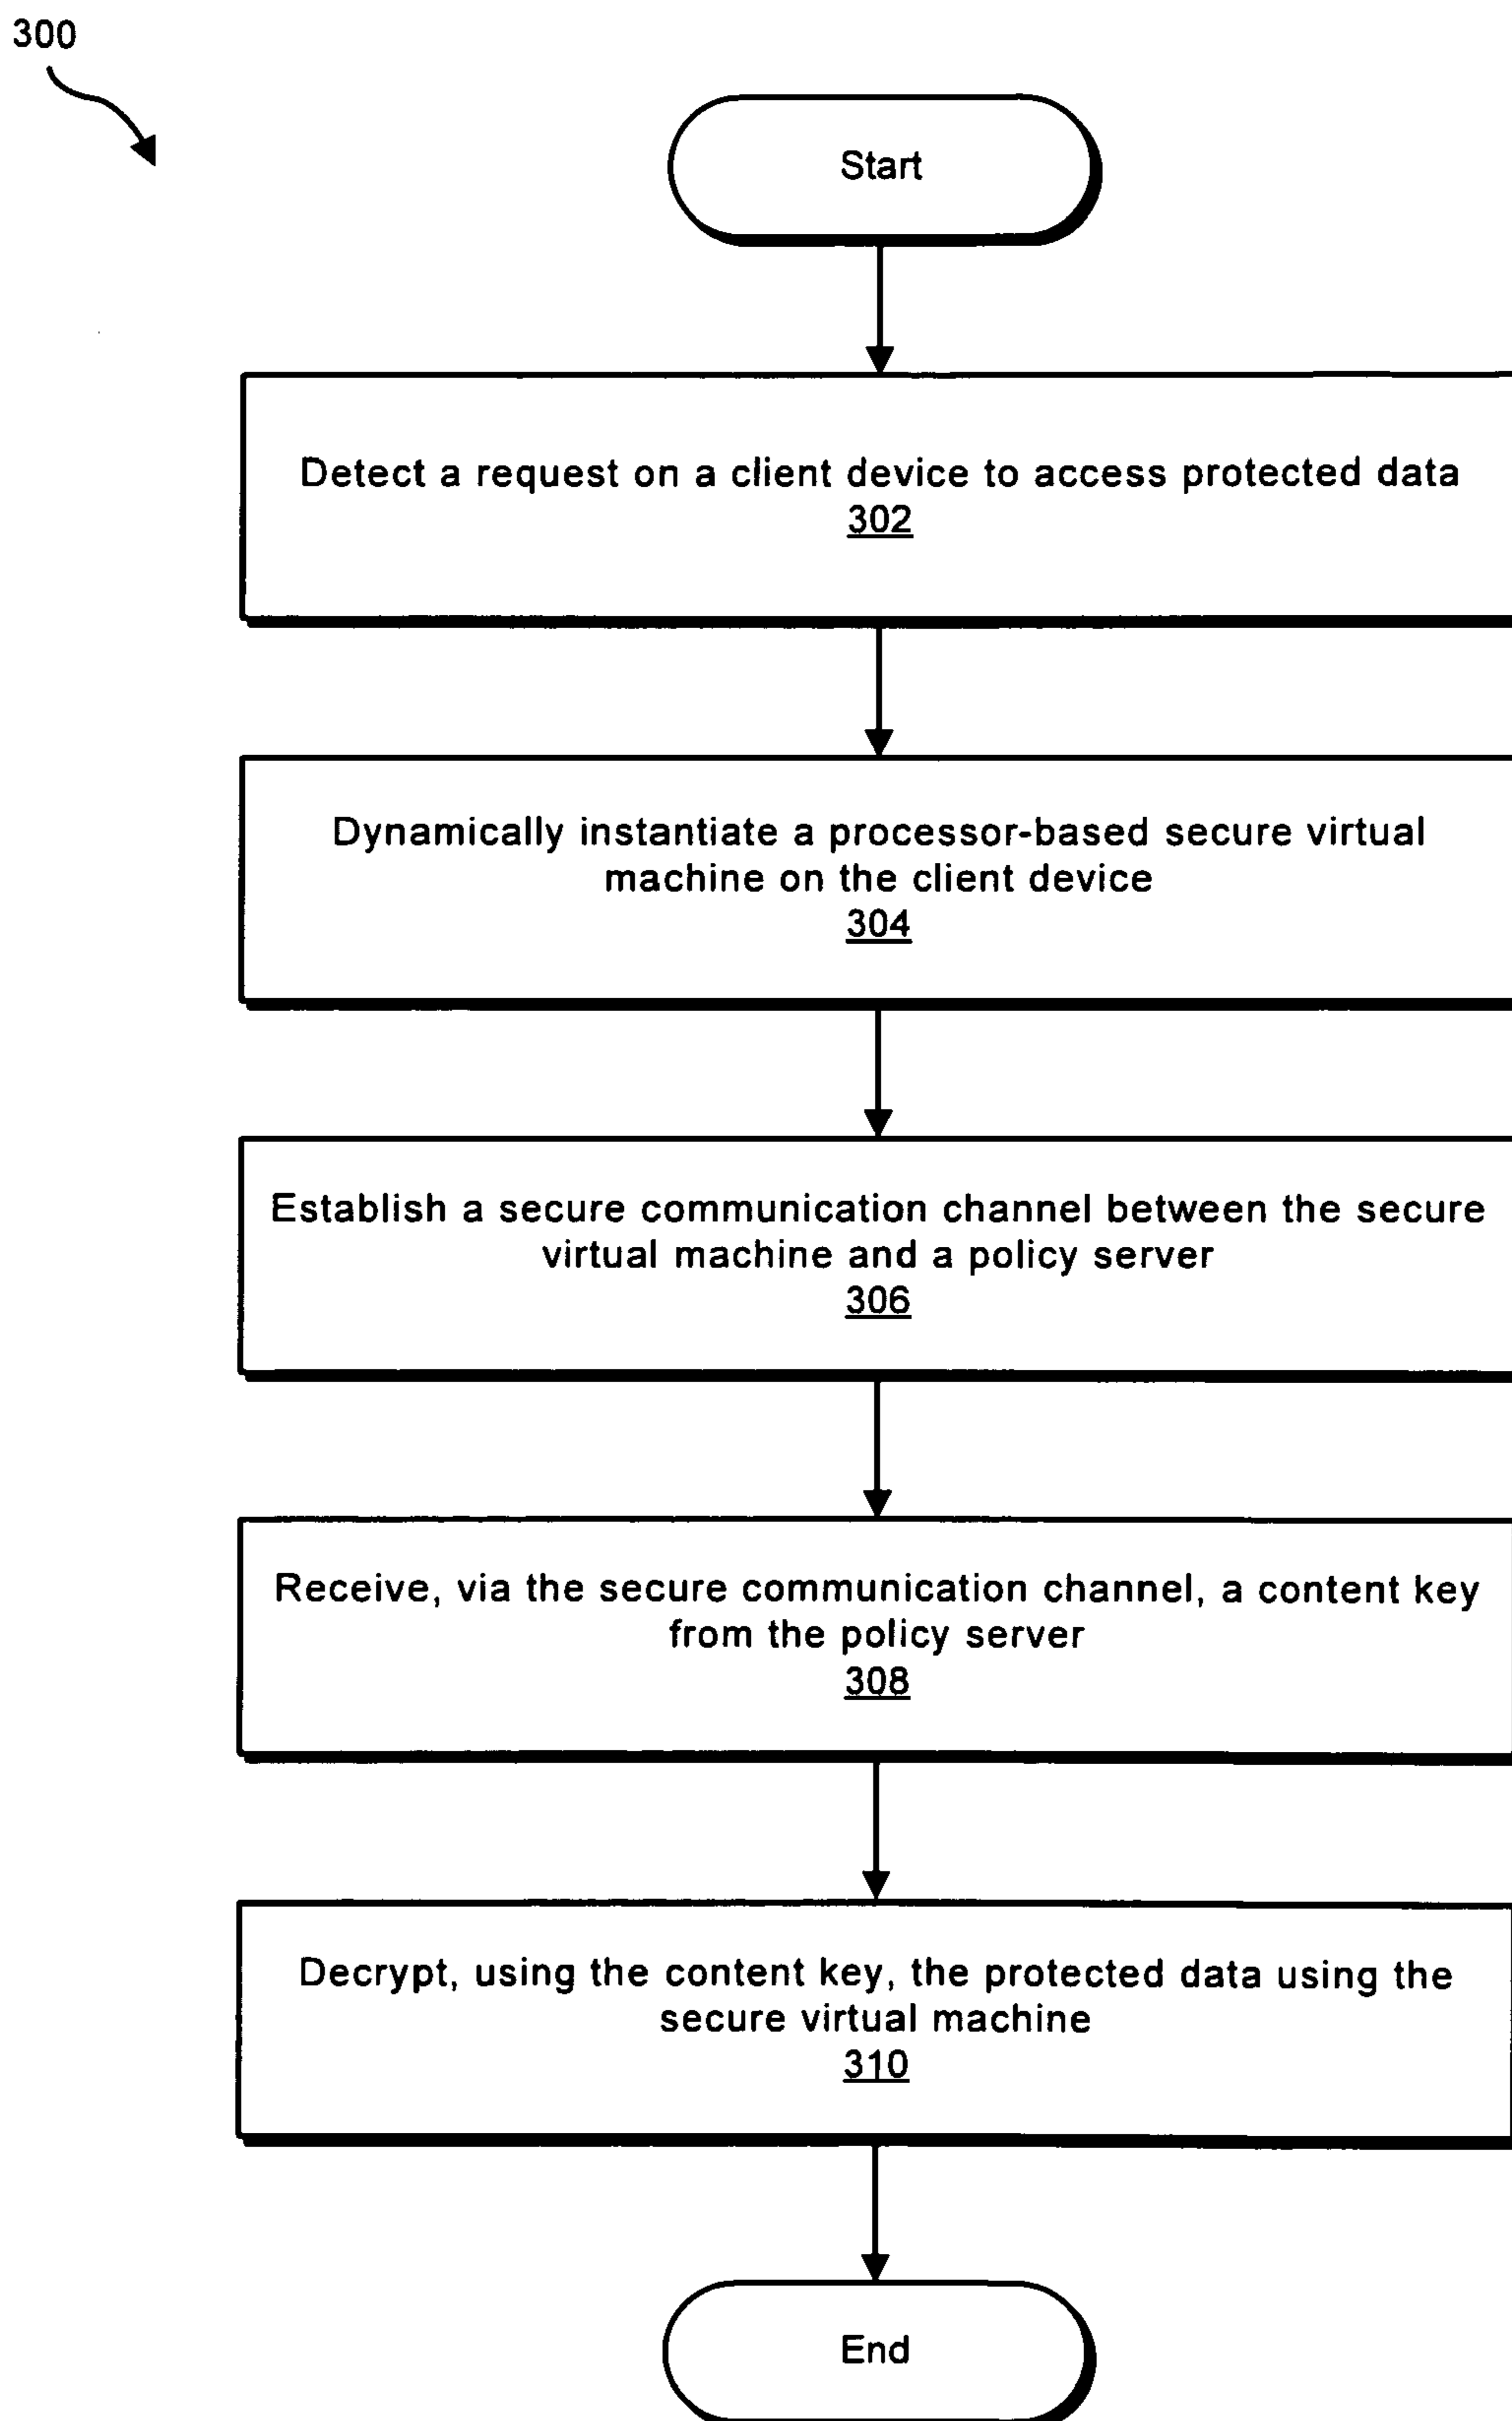 300
Start
Detect a request on a client device to access protected data
302
Dynamically instantiate a processor-based secure virtual
machine on the client device
304
Establish a secure communication channel between the secure
virtual machine and a policy server
306
Receive, via the secure communication channel, a content key
from the policy server
308
Decrypt, using the content key, the protected data using the
secure virtual machine
310
End